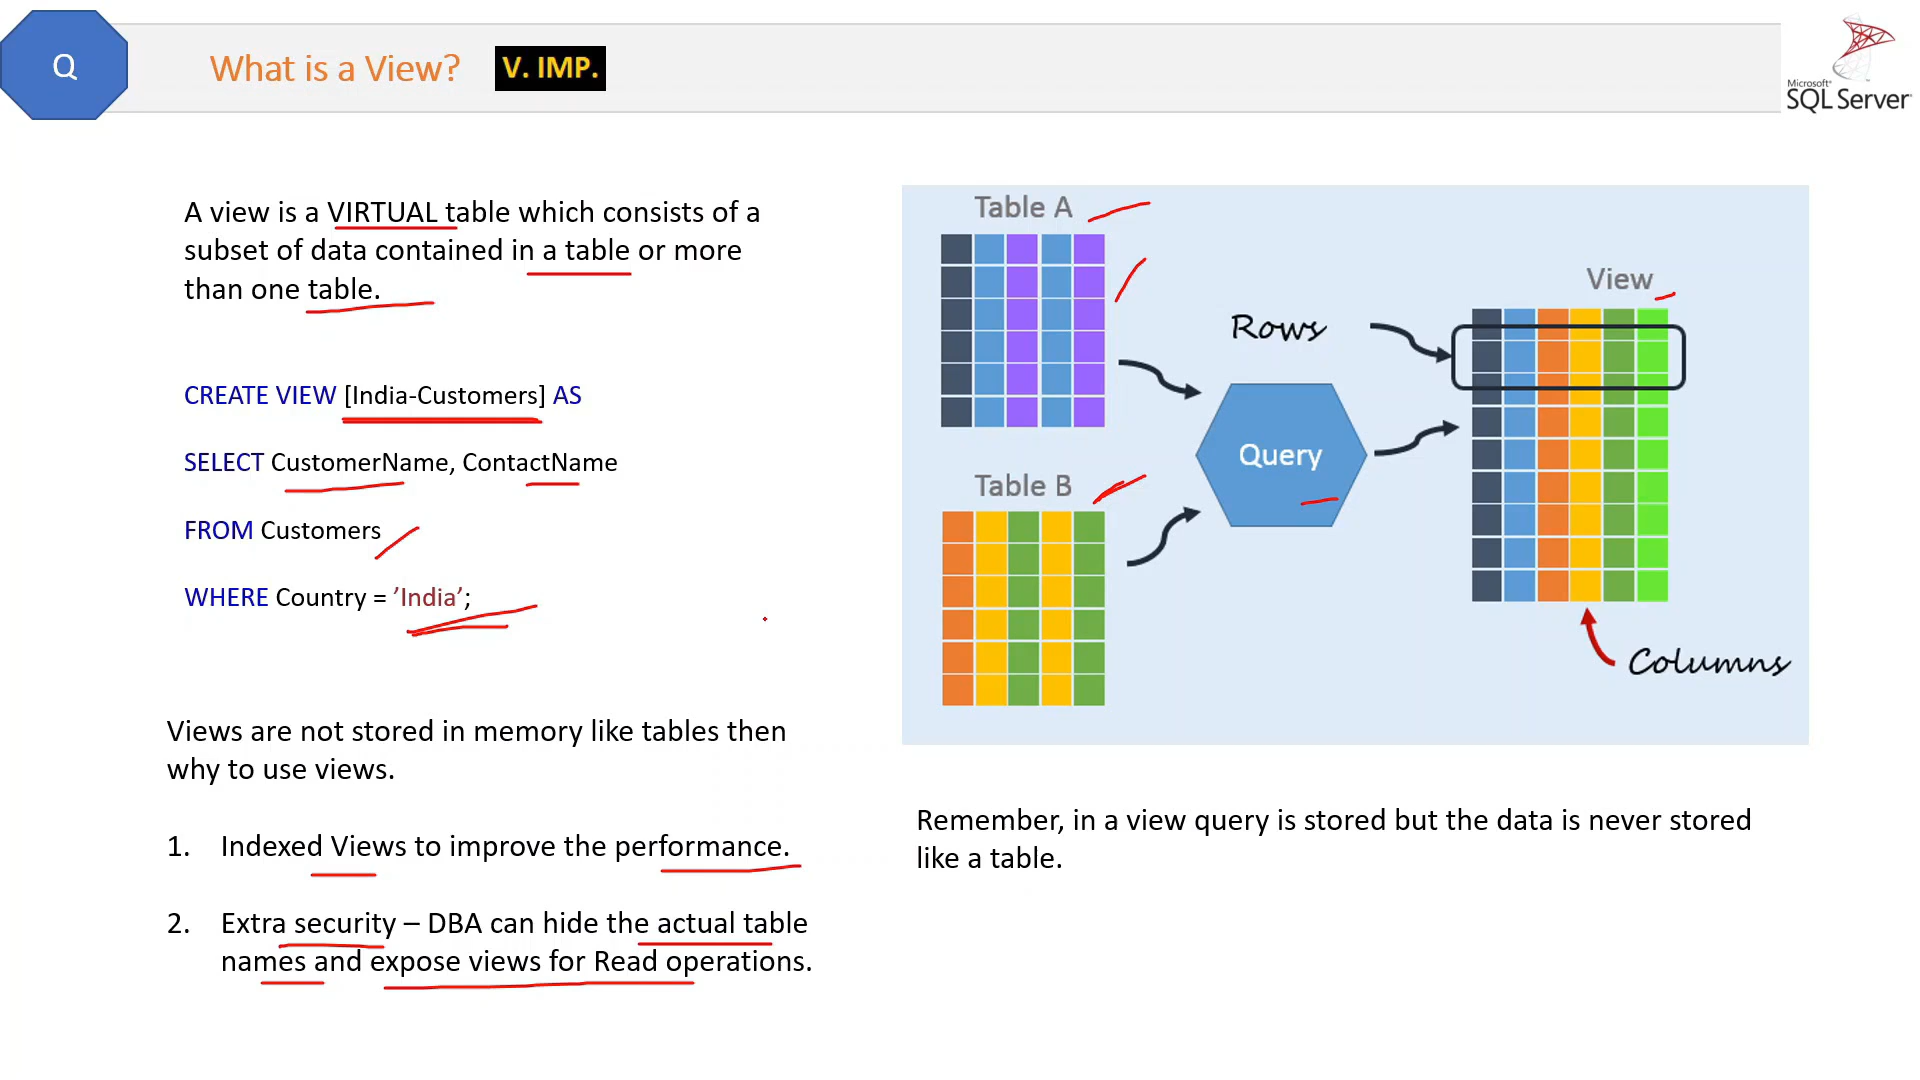 Q
What is a View?
V. IMP.
Microsoft®
SQL Server
A view is a VIRTUAL table which consists of a
subset of data contained in a table or more
than one table.
CREATE VIEW [India-Customers] AS
SELECT CustomerName, ContactName
FROM Customers
WHERE Country = ’India’;
Views are not stored in memory like tables then
why to use views.
1. Indexed Views to improve the performance.
2. Extra security – DBA can hide the actual table
names and expose views for Read operations.
Table A
View
Rows
Query
Table B
Columns
Remember, in a view query is stored but the data is never stored
like a table.